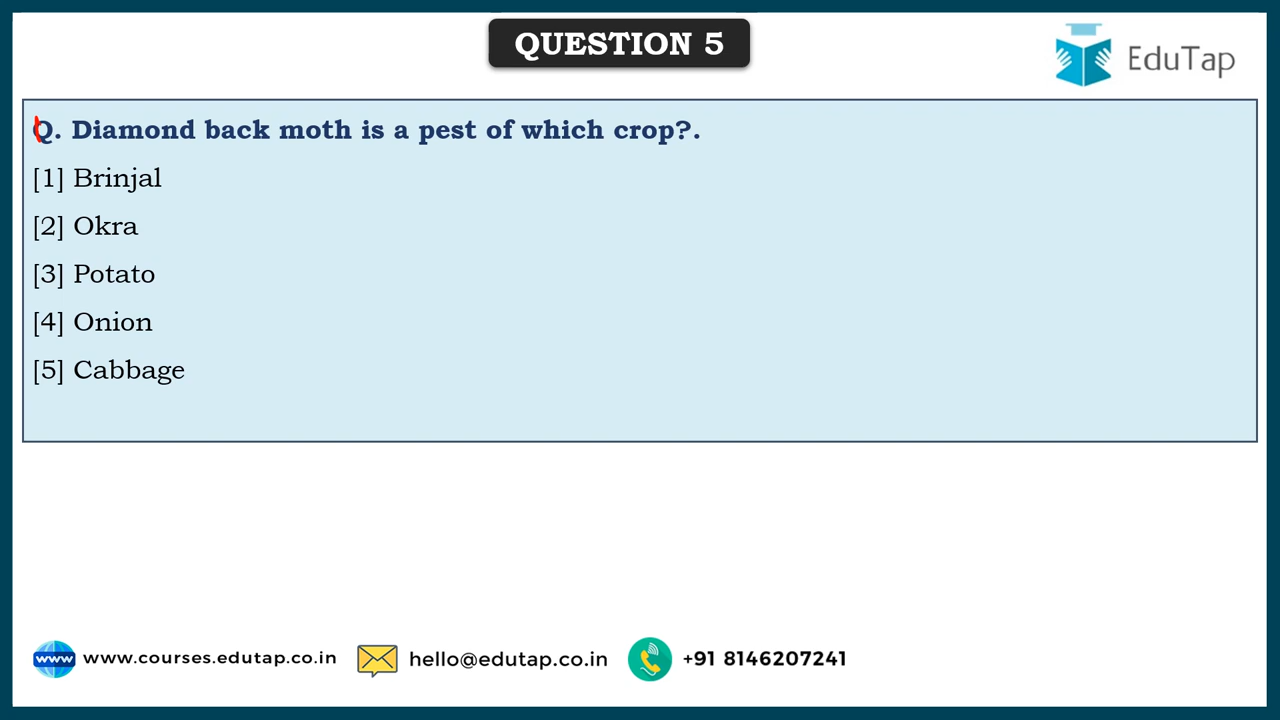 QUESTION 5
EduTap
Q. Diamond back moth is a pest of which crop?.
[1] Brinjal
[2] Okra
[3] Potato
[4] Onion
[5] Cabbage
www www.courses.edutap.co.in hello@edutap.co.in +91 8146207241